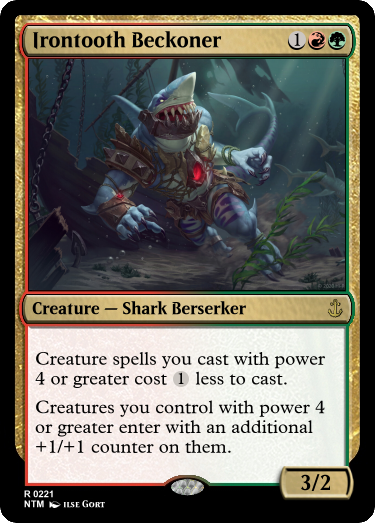 Irontooth Beckoner 1
Creature — Shark Berserker
Creature spells you cast with power
4 or greater cost 1 less to cast.
Creatures you control with power 4
or greater enter with an additional
+1/+1 counter on them.
3/2
R 0221
NTM ILSE GORT